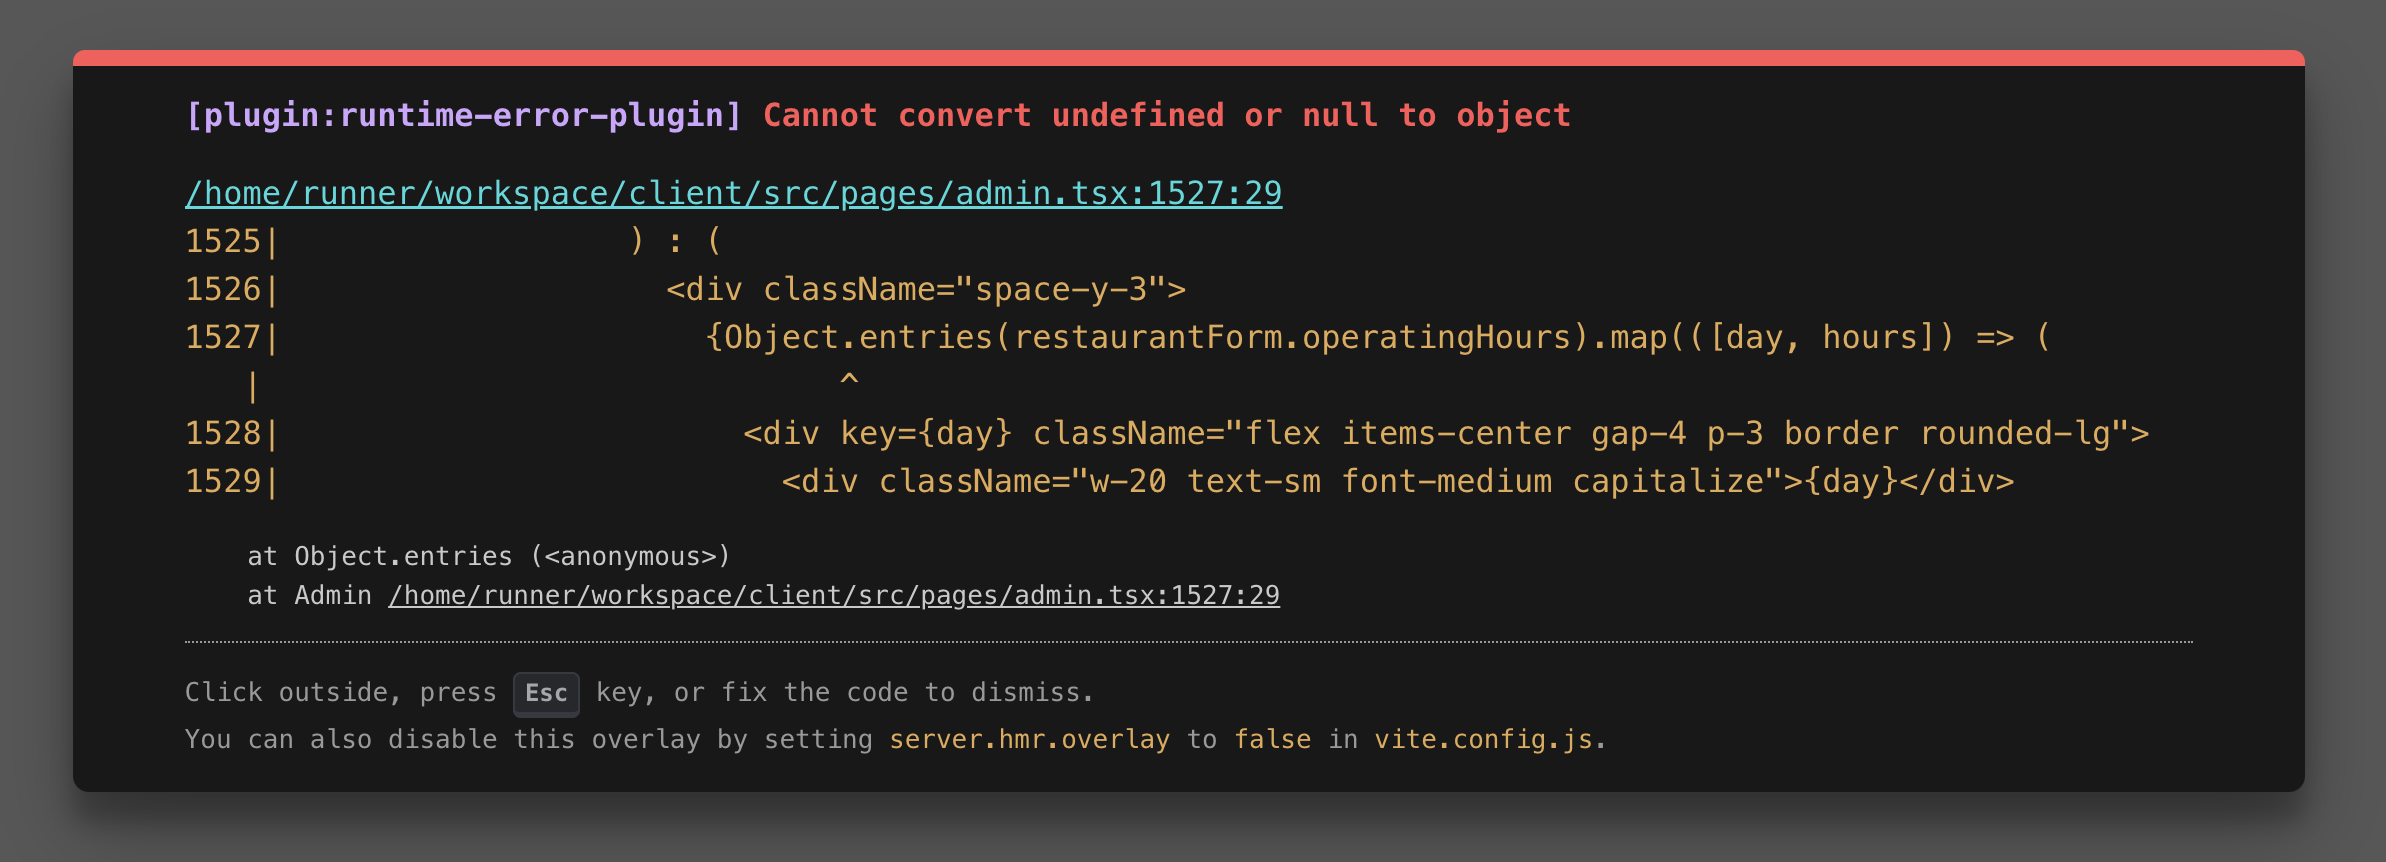 [plugin:runtime-error-plugin] Cannot convert undefined or null to object
/home/runner/workspace/client/src/pages/admin.tsx:1527:29
1525|                  ) : (
1526|                    <div className="space-y-3">
1527|                      {Object.entries(restaurantForm.operatingHours).map(([day, hours]) => (
   |                              ^
1528|                        <div key={day} className="flex items-center gap-4 p-3 border rounded-lg">
1529|                          <div className="w-20 text-sm font-medium capitalize">{day}</div>
    at Object.entries (<anonymous>)
    at Admin /home/runner/workspace/client/src/pages/admin.tsx:1527:29
Click outside, press Esc key, or fix the code to dismiss.
You can also disable this overlay by setting server.hmr.overlay to false in vite.config.js.